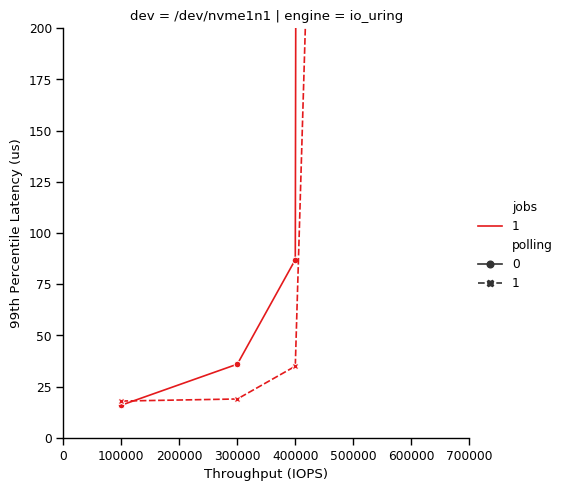 dev = /dev/nvme1n1 | engine = io_uring
200
175
150
125
100
75
50
25
0
99th Percentile Latency (us)
0 100000 200000 300000 400000 500000 600000 700000
Throughput (IOPS)
jobs
1
polling
0
1